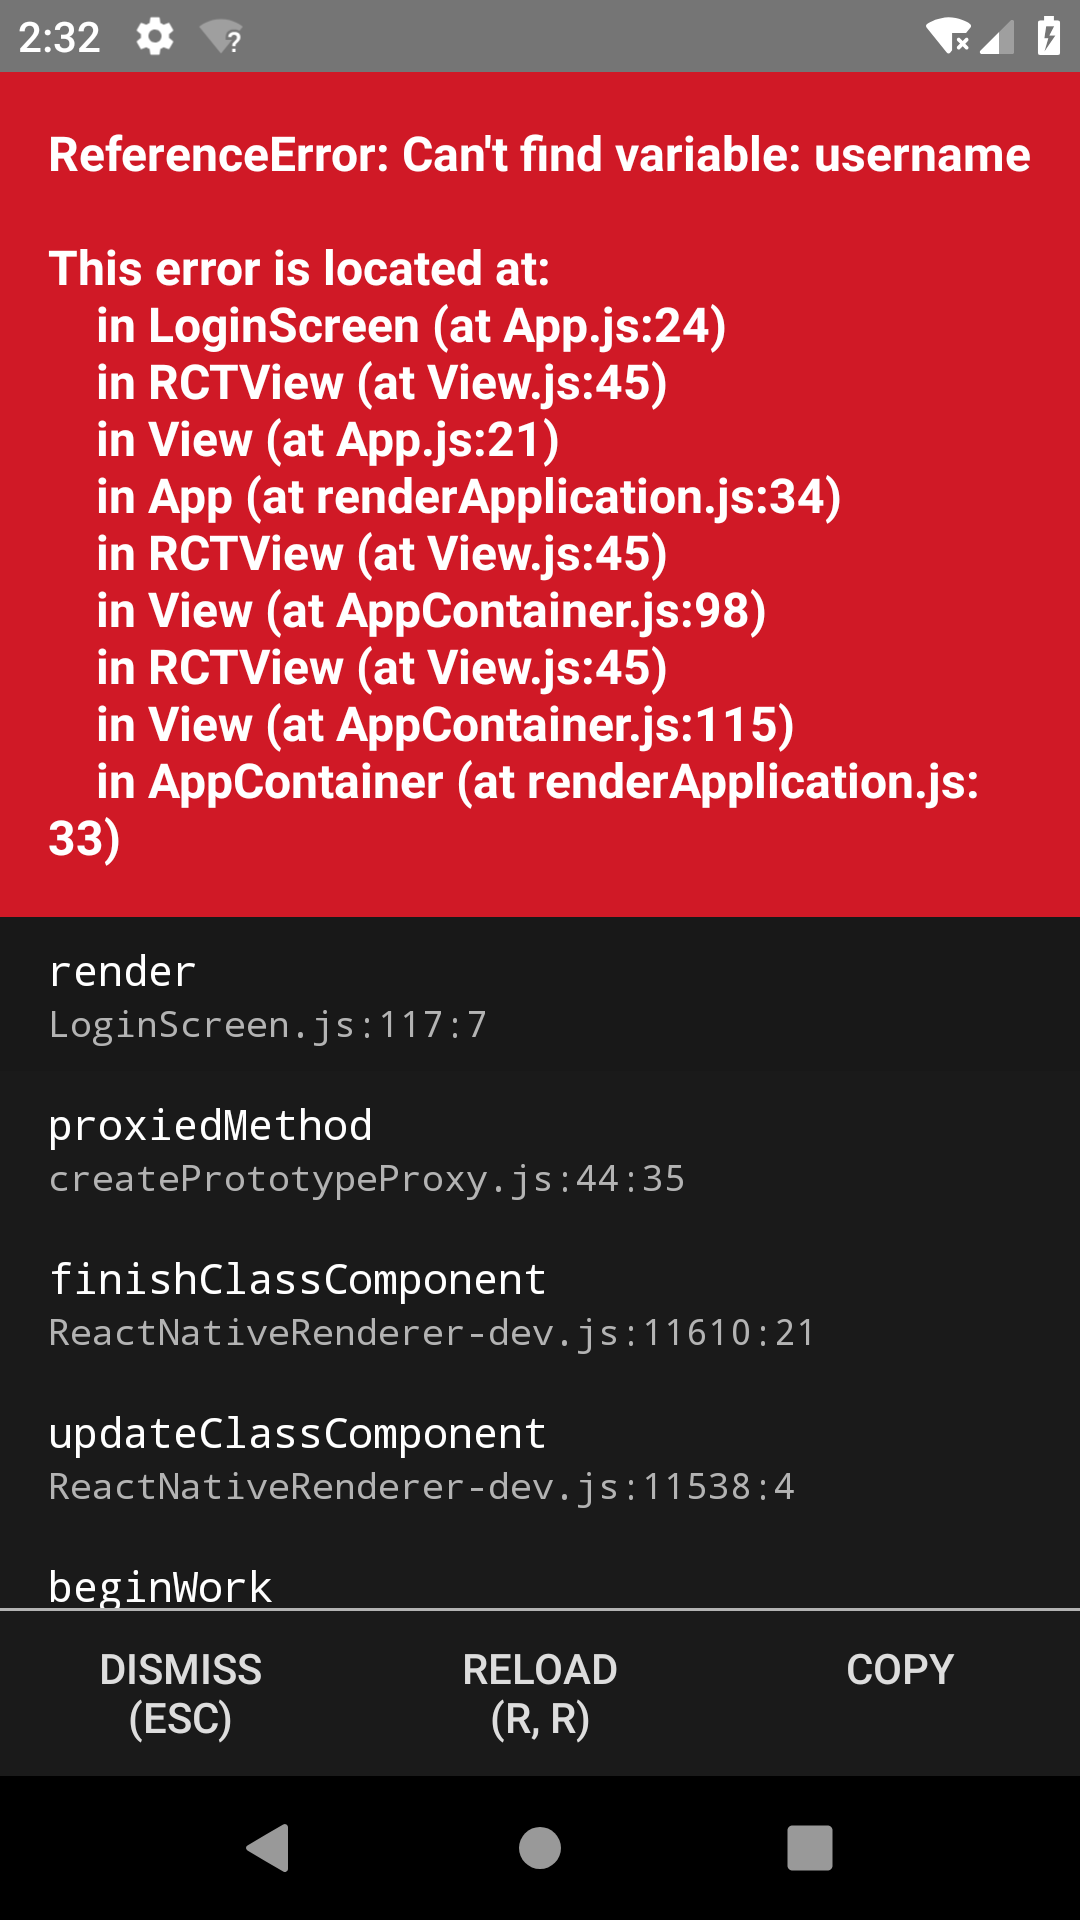 2:32
ReferenceError: Can't find variable: username
This error is located at:
in LoginScreen (at App.js:24)
in RCTView (at View.js:45)
in View (at App.js:21)
in App (at renderApplication.js:34)
in RCTView (at View.js:45)
in View (at AppContainer.js:98)
in RCTView (at View.js:45)
in View (at AppContainer.js:115)
in AppContainer (at renderApplication.js:
33)
render
LoginScreen.js:117:7
proxiedMethod
createPrototypeProxy.js:44:35
finishClassComponent
ReactNativeRenderer-dev.js:11610:21
updateClassComponent
ReactNativeRenderer-dev.js:11538:4
beginWork
DISMISS
(ESC)
RELOAD
(R, R)
COPY